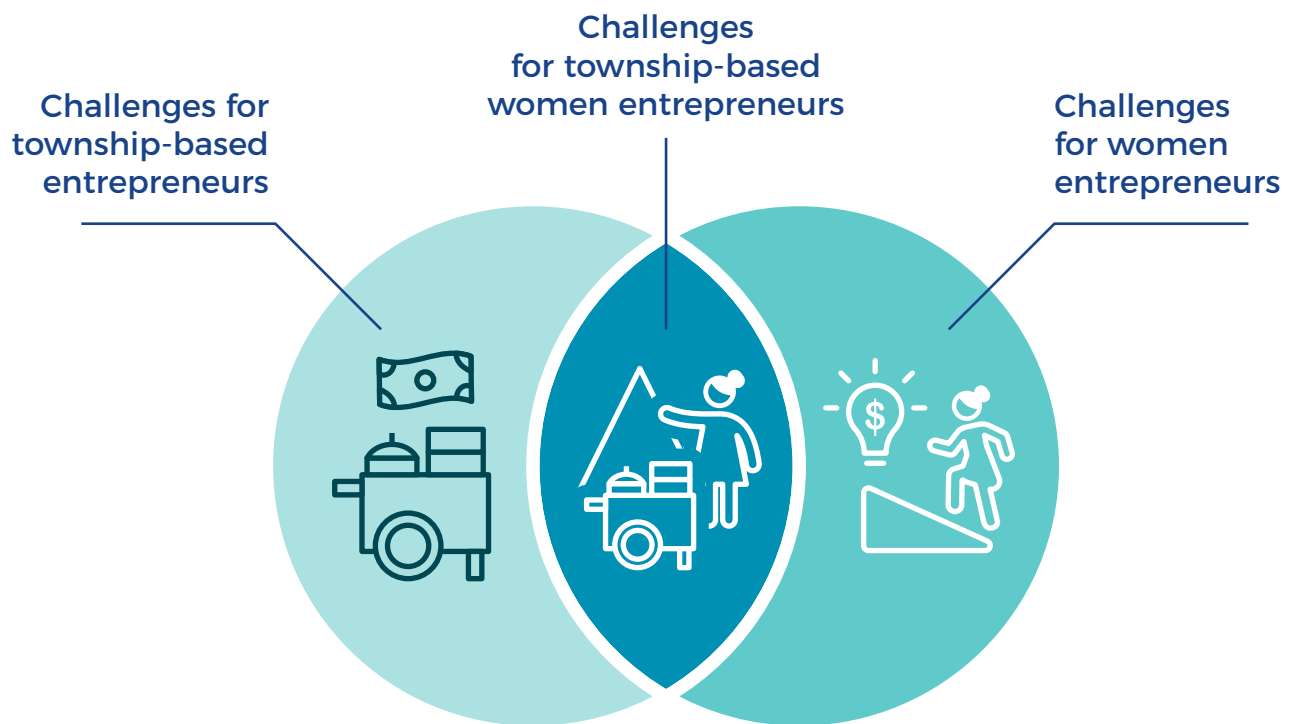 Challenges for
township-based
entrepreneurs
Challenges
for township-based
women entrepreneurs
Challenges
for women
entrepreneurs
$